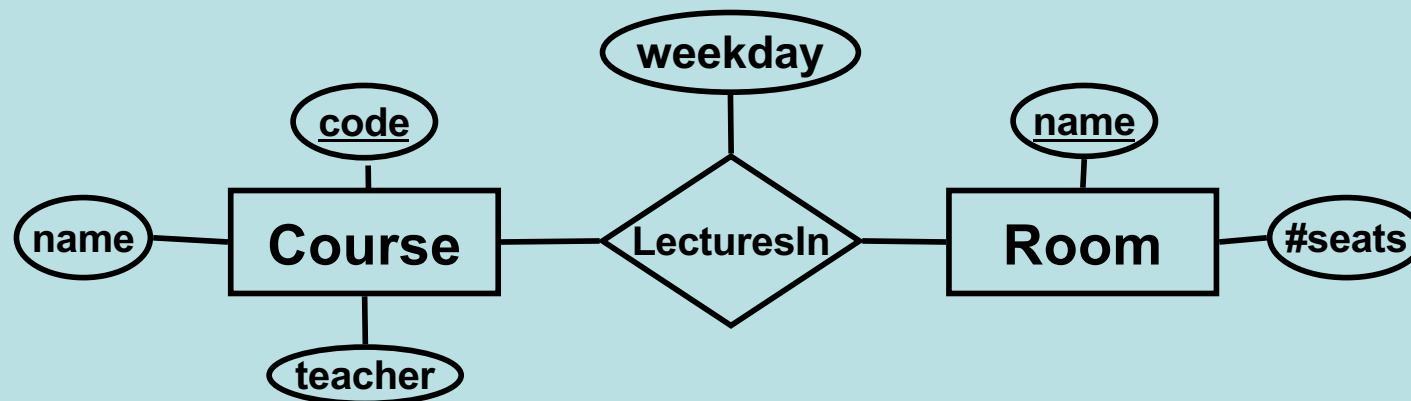 weekday
code
name
name
Course
LecturesIn
Room
#seats
teacher